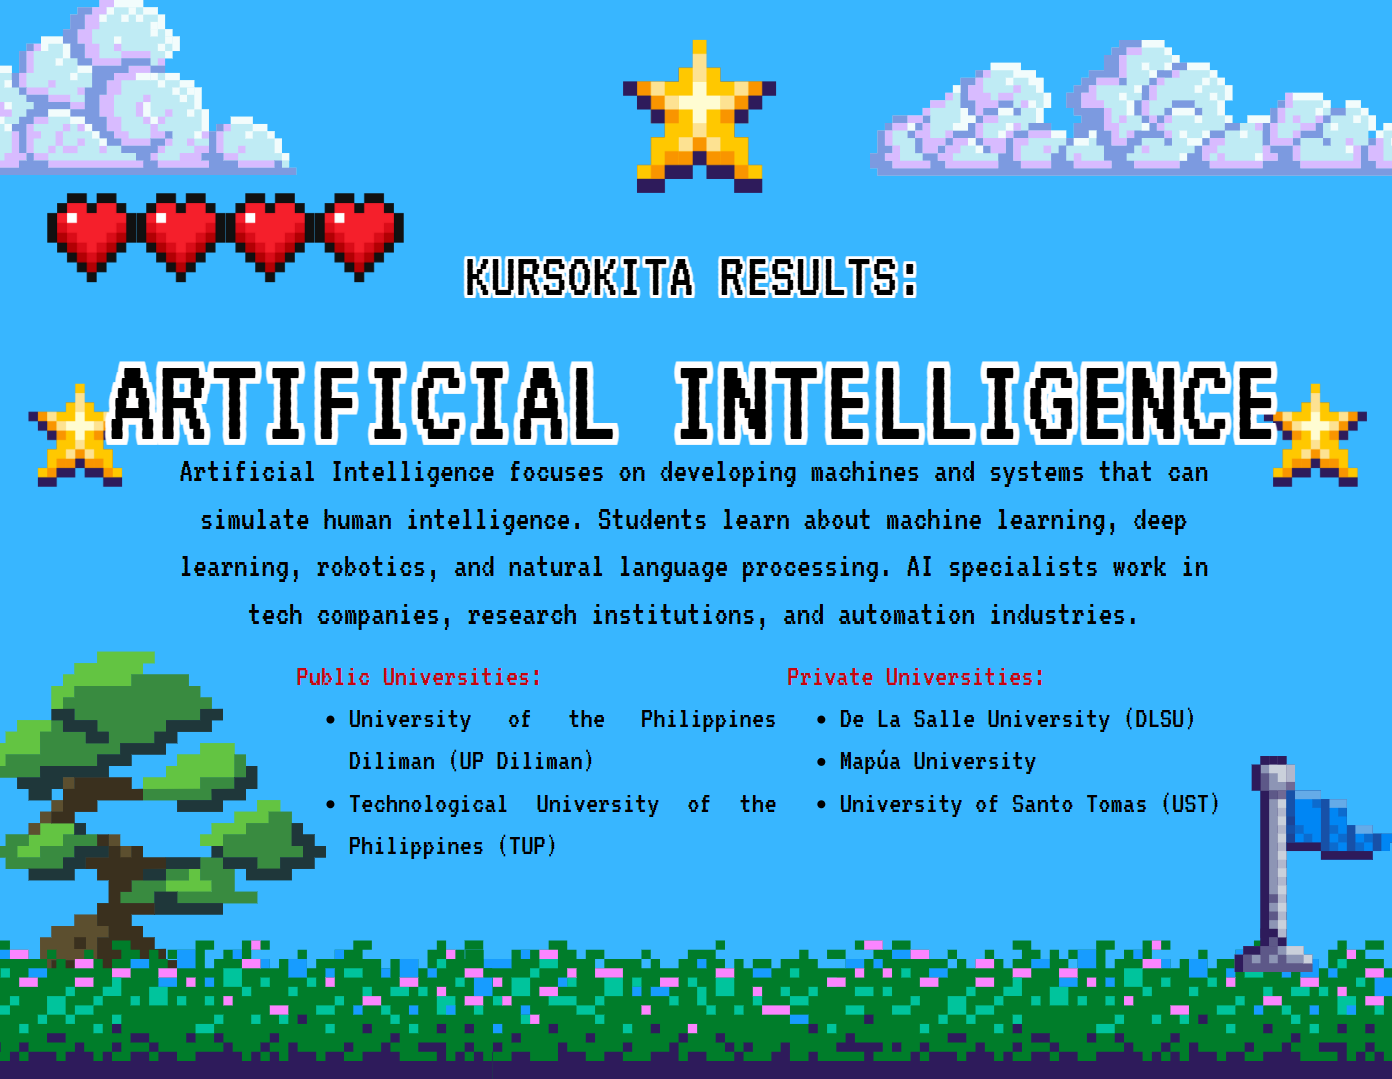 KURSOKITA RESULTS:
ARTIFICIAL INTELLIGENCE
Artificial Intelligence focuses on developing machines and systems that can
simulate human intelligence. Students learn about machine learning, deep
learning, robotics, and natural language processing. AI specialists work in
tech companies, research institutions, and automation industries.
Public Universities:
• University of the Philippines
Diliman (UP Diliman)
• Technological University of the
Philippines (TUP)
Private Universities:
• De La Salle University (DLSU)
• Mapúa University
• University of Santo Tomas (UST)